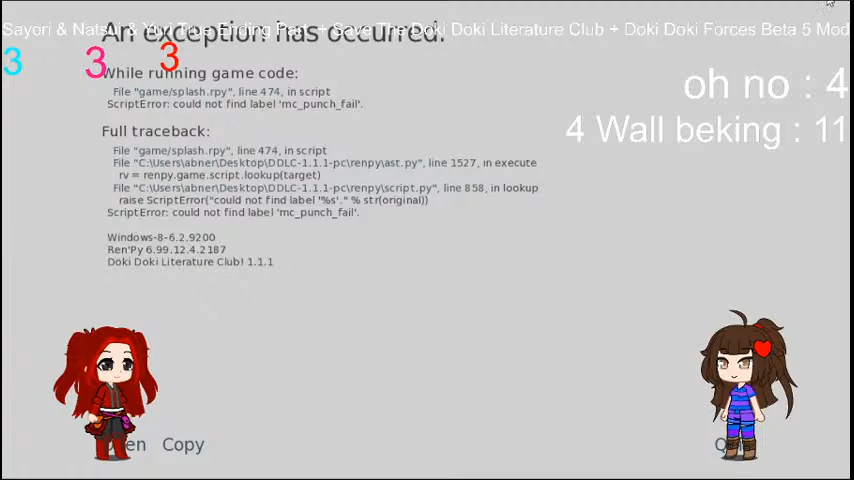 Sayori & Natsuki & Yuri True Ending Part + Save The Doki Doki Literature Club + Doki Doki Forces Beta 5 Mod
An exception has occurred.
3 3 3
While running game code:
File "game/splash.rpy", line 474, in script
ScriptError: could not find label 'mc_punch_fail'.
oh no : 4
4 Wall beking : 11
Full traceback:
File "game/splash.rpy", line 474, in script
File "C:\Users\abner\Desktop\DDLC-1.1.1-pc\renpy\ast.py", line 1527, in execute
rv = renpy.game.script.lookup(target)
File "C:\Users\abner\Desktop\DDLC-1.1.1-pc\renpy\script.py", line 858, in lookup
raise ScriptError("could not find label '%s'." % str(original))
ScriptError: could not find label 'mc_punch_fail'.
Windows-8-6.2.9200
Ren'Py 6.99.12.4.2187
Doki Doki Literature Club! 1.1.1
Copy